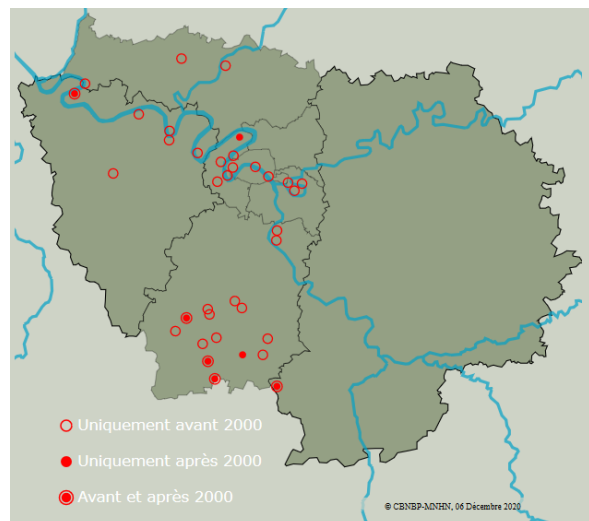 Uniquement avant 2000
Uniquement après 2000
Avant et après 2000
© CBNBP-MNHN, 06 Décembre 2020